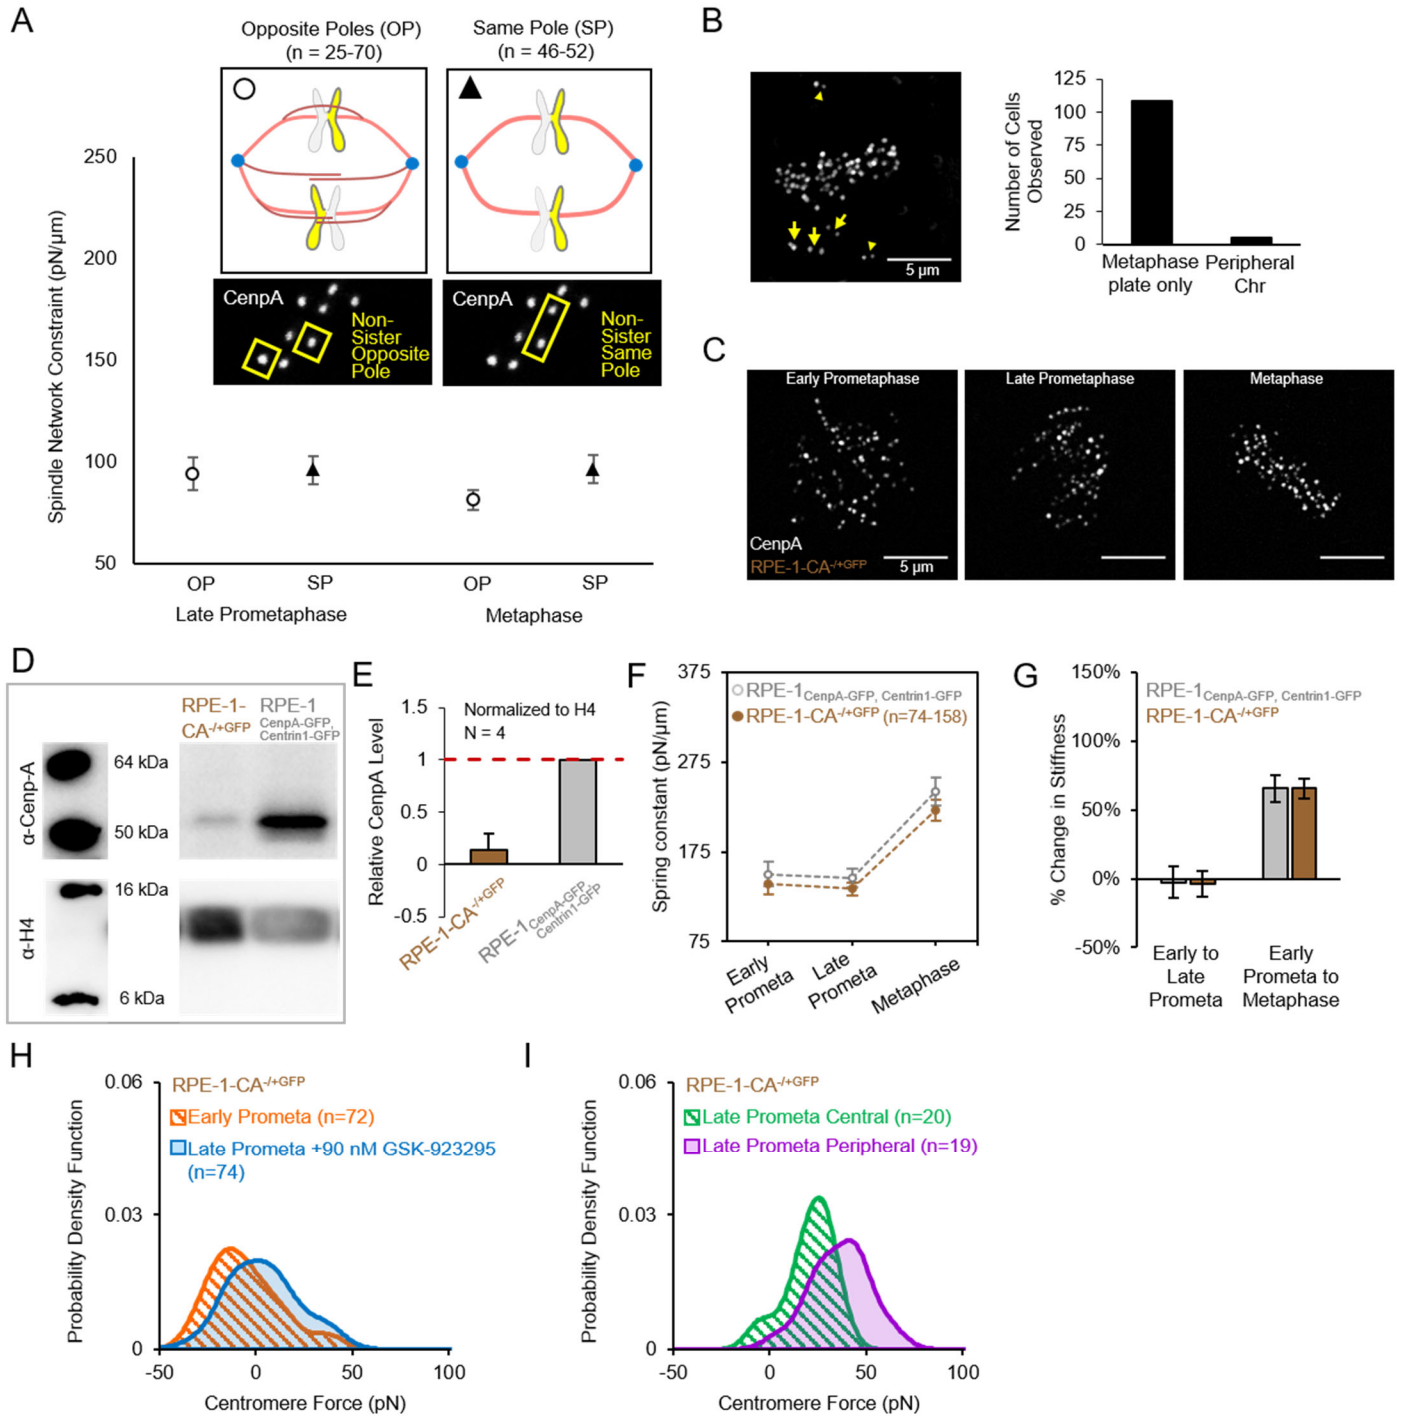 A
Opposite Poles (OP)
(n = 25-70)
Same Pole (SP)
(n = 46-52)
Spindle Network Constraint (pN/µm)
250
200
150
100
50
CenpA
Non-
Sister
Opposite
Pole
CenpA
Non-
Sister
Same
Pole
OP
SP
OP
SP
Late Prometaphase
Metaphase
B
5 µm
Number of Cells
Observed
125
100
75
50
25
0
Metaphase
plate only
Peripheral
Chr
C
Early Prometaphase
Late Prometaphase
Metaphase
CenpA
RPE-1-CA-/+GFP
5 µm
D
RPE-1-
CA-/+GFP
RPE-1
CenpA-GFP,
Centrin1-GFP
α-Cenp-A
64 kDa
50 kDa
α-H4
16 kDa
6 kDa
E
Relative CenpA Level
1.5
1
0.5
0
-0.5
Normalized to H4
N = 4
RPE-1-CA-/+GFP
RPE-1CenpA-GFP,
Centrin1-GFP
F
Spring constant (pN/µm)
375
275
175
75
RPE-1CenpA-GFP, Centrin1-GFP
RPE-1-CA-/+GFP (n=74-158)
Early
Prometa
Late
Prometa
Metaphase
G
% Change in Stiffness
150%
100%
50%
0%
-50%
RPE-1CenpA-GFP, Centrin1-GFP
RPE-1-CA-/+GFP
Early to
Late
Prometa
Early
Prometa to
Metaphase
H
Probability Density Function
0.06
0.03
0
RPE-1-CA-/+GFP
Early Prometa (n=72)
Late Prometa +90 nM GSK-923295
(n=74)
-50
0
50
100
Centromere Force (pN)
I
Probability Density Function
0.06
0.03
0
RPE-1-CA-/+GFP
Late Prometa Central (n=20)
Late Prometa Peripheral (n=19)
-50
0
50
100
Centromere Force (pN)